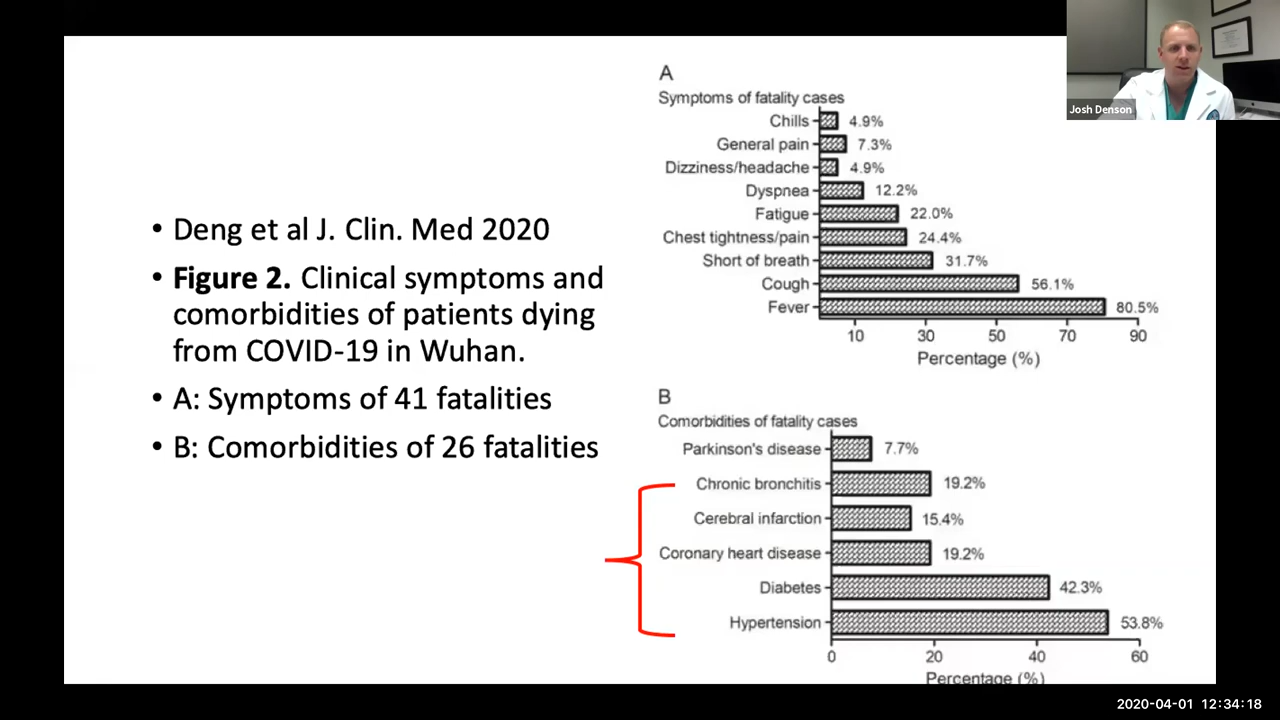 • Deng et al J. Clin. Med 2020
• Figure 2. Clinical symptoms and
comorbidities of patients dying
from COVID-19 in Wuhan.
• A: Symptoms of 41 fatalities
• B: Comorbidities of 26 fatalities
A
Symptoms of fatality cases
Chills 4.9%
General pain 7.3%
Dizziness/headache 4.9%
Dyspnea 12.2%
Fatigue 22.0%
Chest tightness/pain 24.4%
Short of breath 31.7%
Cough 56.1%
Fever 80.5%
10 30 50 70 90
Percentage (%)
B
Comorbidities of fatality cases
Parkinson's disease 7.7%
Chronic bronchitis 19.2%
Cerebral infarction 15.4%
Coronary heart disease 19.2%
Diabetes 42.3%
Hypertension 53.8%
0 20 40 60
Percentage (%)
Josh Denson
2020-04-01 12:34:18